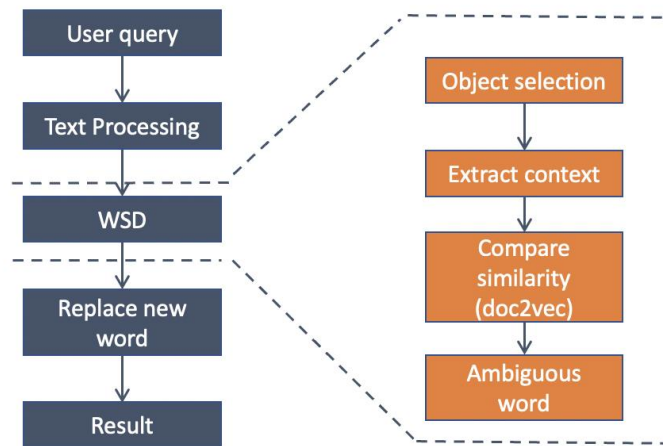 User query
Text Processing
WSD
Replace new
word
Result
Object selection
Extract context
Compare
similarity
(doc2vec)
Ambiguous
word